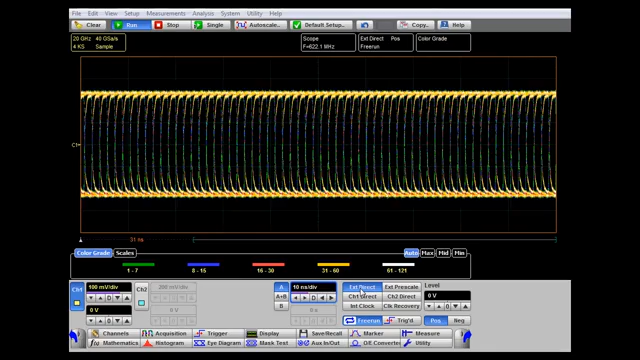 File Edit View Setup Measurements Analysis System Utility Help
Clear Run Stop Single Autoscale.. Default Setup.. Copy.. Help
20 GHz 40 GSa/s
4 KS Sample
Scope
F=622.1 MHz
Ext Direct Pos
Freerun
Color Grade
C1
31 ns
Color Grade Scales Auto Max Mid Min
1 - 7 8 - 15 16 - 30 31 - 60 61 - 121
Ch1 100 mV/div Ch2 200 mV/div A 10 ns/div Ext Direct Ext Prescale Level
A+B Ch1 Direct Ch2 Direct 0 V
0 V 0 V B 0 s Int Clock Clk Recovery
Freerun Trig'd Pos Neg
Channels Acquisition Trigger Display Save/Recall Marker Measure
Mathematics Histogram Eye Diagram Mask Test Aux In/Out O/E Converter Utility